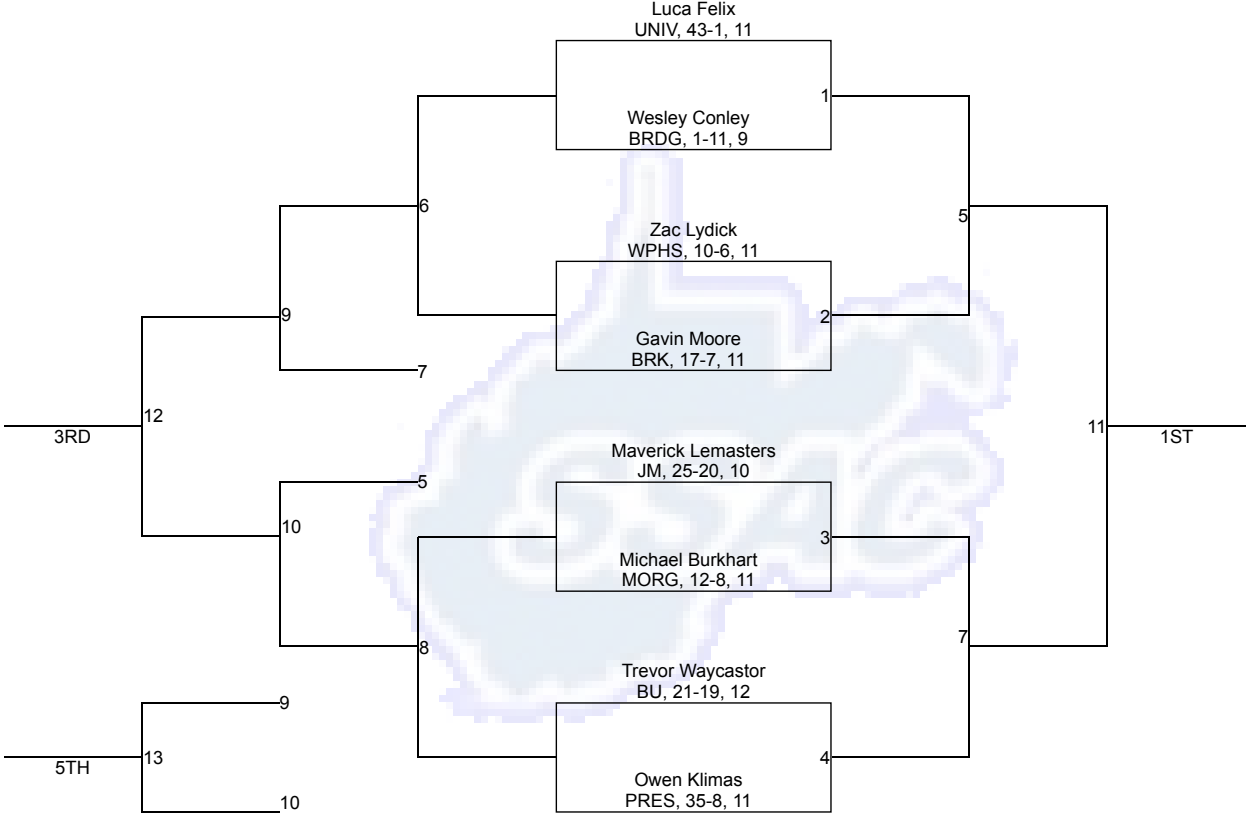 Luca Felix
UNIV, 43-1, 11
1
Wesley Conley
BRDG, 1-11, 9
6
5
Zac Lydick
WPHS, 10-6, 11
9
2
Gavin Moore
BRK, 17-7, 11
7
12
3RD
11
1ST
Maverick Lemasters
JM, 25-20, 10
5
10
3
Michael Burkhart
MORG, 12-8, 11
8
7
Trevor Waycastor
BU, 21-19, 12
9
13
5TH
4
Owen Klimas
PRES, 35-8, 11
10
SSAC